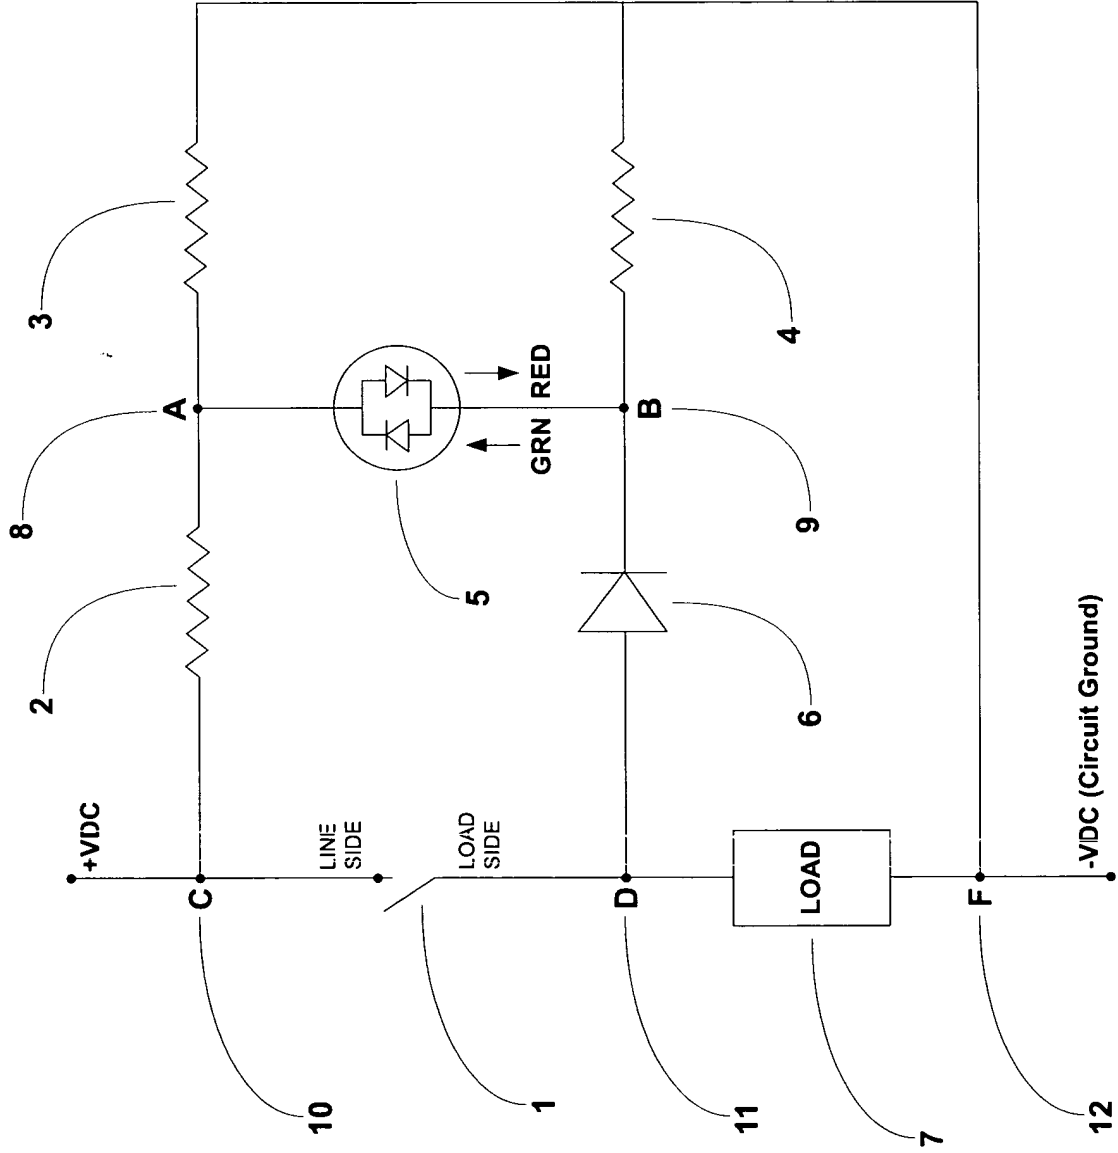 3
8
A
2
+VDC
C
10
LINE
SIDE
LOAD
SIDE
1
GRN RED
5
B
9
4
6
D
11
LOAD
7
F
12
-VDC (Circuit Ground)